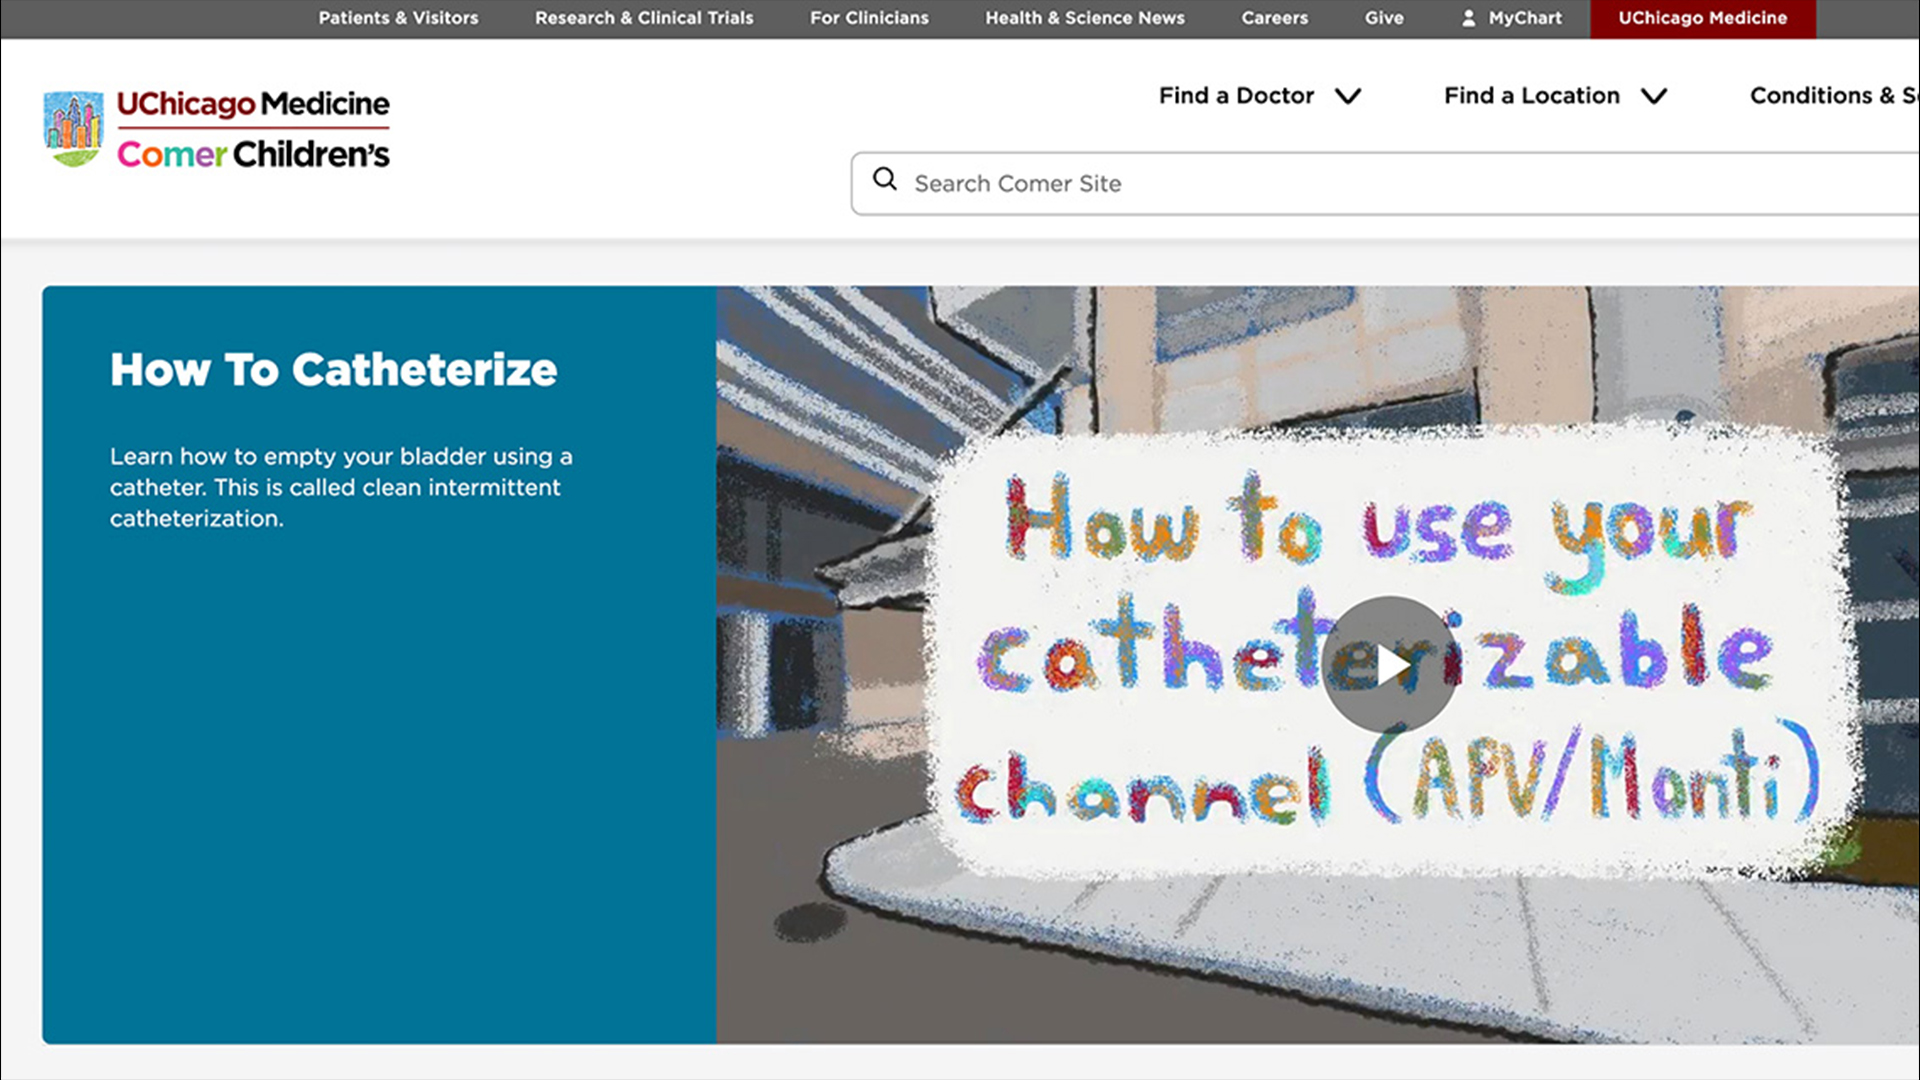 Patients & Visitors Research & Clinical Trials For Clinicians Health & Science News Careers Give MyChart UChicago Medicine
UChicago Medicine
Comer Children's
Find a Doctor Find a Location Conditions & S
Search Comer Site
How To Catheterize
Learn how to empty your bladder using a
catheter. This is called clean intermittent
catheterization.
How to use your
catheterizable
channel (APV/Monti)